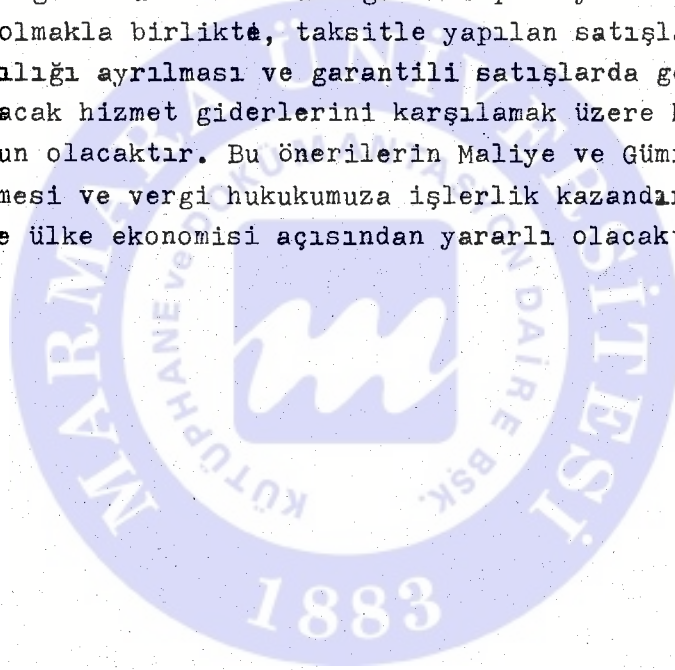 olmakla birlikte, taksitle yapılan satışla
ılığı ayrılması ve garantili satışlarda g
acak hizmet giderlerini karşılamak üzere
un olacaktır. Bu önerilerin Maliye ve Güm
mesi ve vergi hukukumuza işlerlik kazandı
e ülke ekonomisi açısından yararlı olacak
MARMARA ÜNİVERSİTESİ
KÜTÜPHANE ve DOKÜMANTASYON DAİRE BŞK.
m
1883